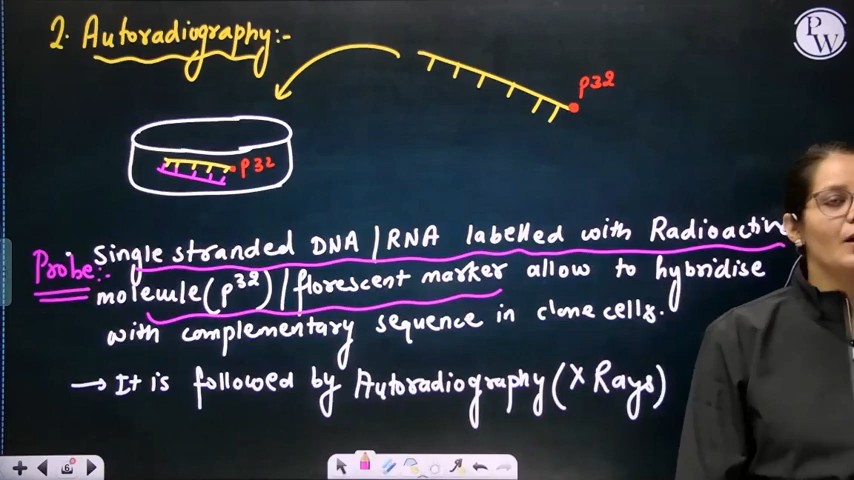 2. Autoradiography:-
PW
P32
P32
Probe:- Single stranded DNA/RNA labelled with Radioactive
molecule(p32)/florescent marker allow to hybridise
with complementary sequence in clone cells.
→ It is followed by Autoradiography(X Rays)